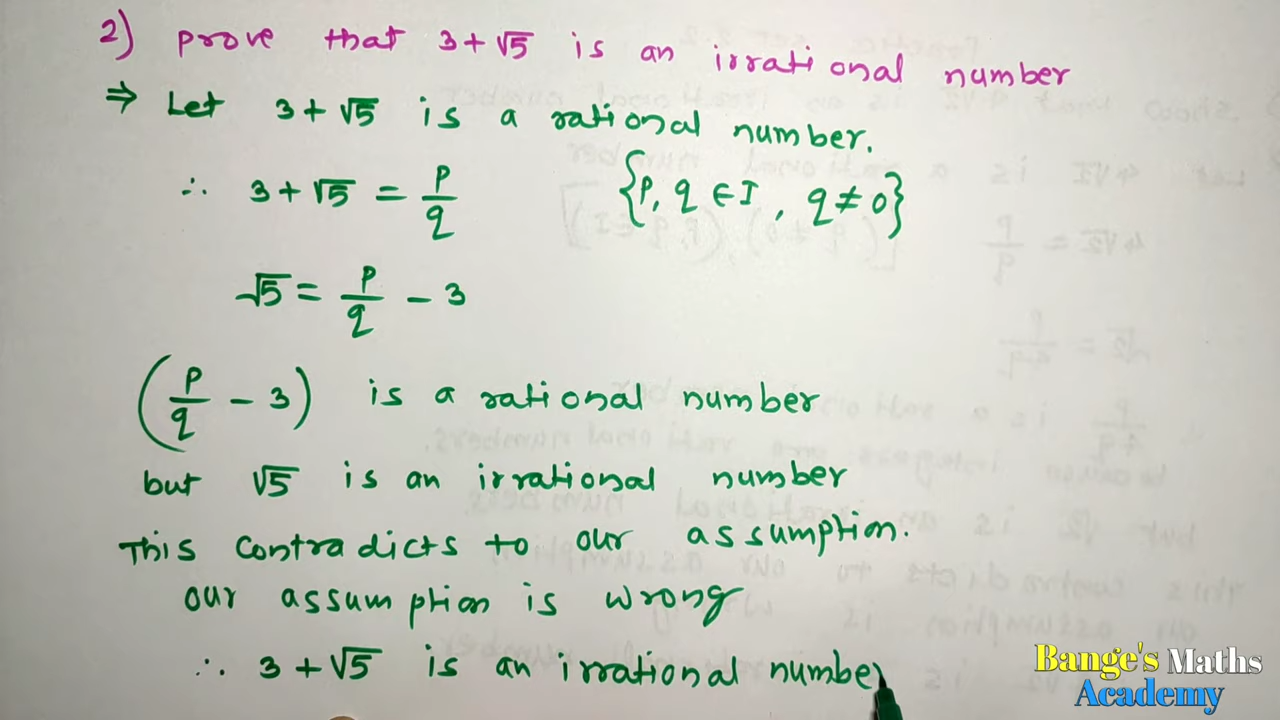 2) prove that 3 + √5 is an irrational number
⇒ Let 3 + √5 is a rational number.
∴ 3 + √5 = p/q {p, q ∈ I, q ≠ 0}
√5 = p/q - 3
(p/q - 3) is a rational number
but √5 is an irrational number
This contradicts to our assumption.
our assumption is wrong
∴ 3 + √5 is an irrational number
Bange's Maths
Academy